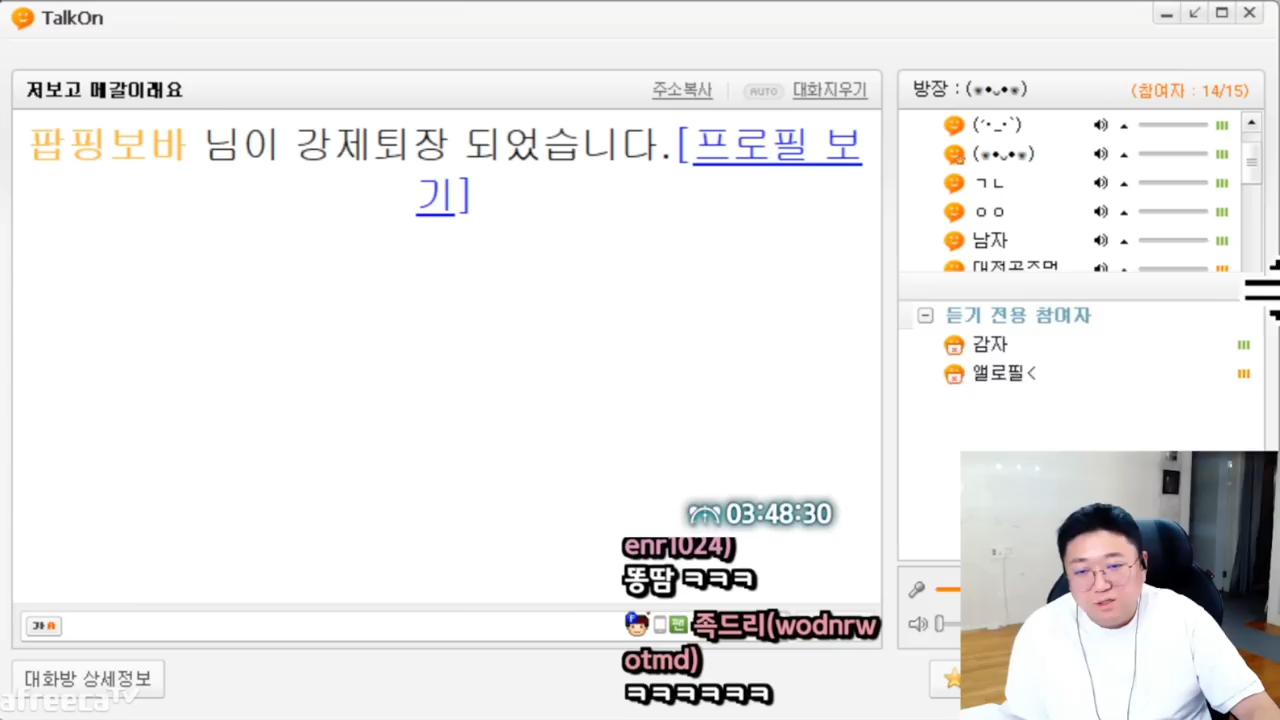 TalkOn
저보고 메갈이래요
주소복사
AUTO
대화지우기
방장 : (◉•ᴗ•◉)
(참여자 : 14/15)
팝핑보바 님이 강제퇴장 되었습니다.[프로필 보
기]
(´•_•`)
(◉•ᴗ•◉)
ㄱㄴ
ㅇㅇ
남자
듣기 전용 참여자
감자
앨로필<
03:48:30
enr1024)
똥땀 ㅋㅋㅋ
팬 족드리(wodnrw
otmd)
ㅋㅋㅋㅋㅋㅋ
가
대화방 상세정보
afreecaTV